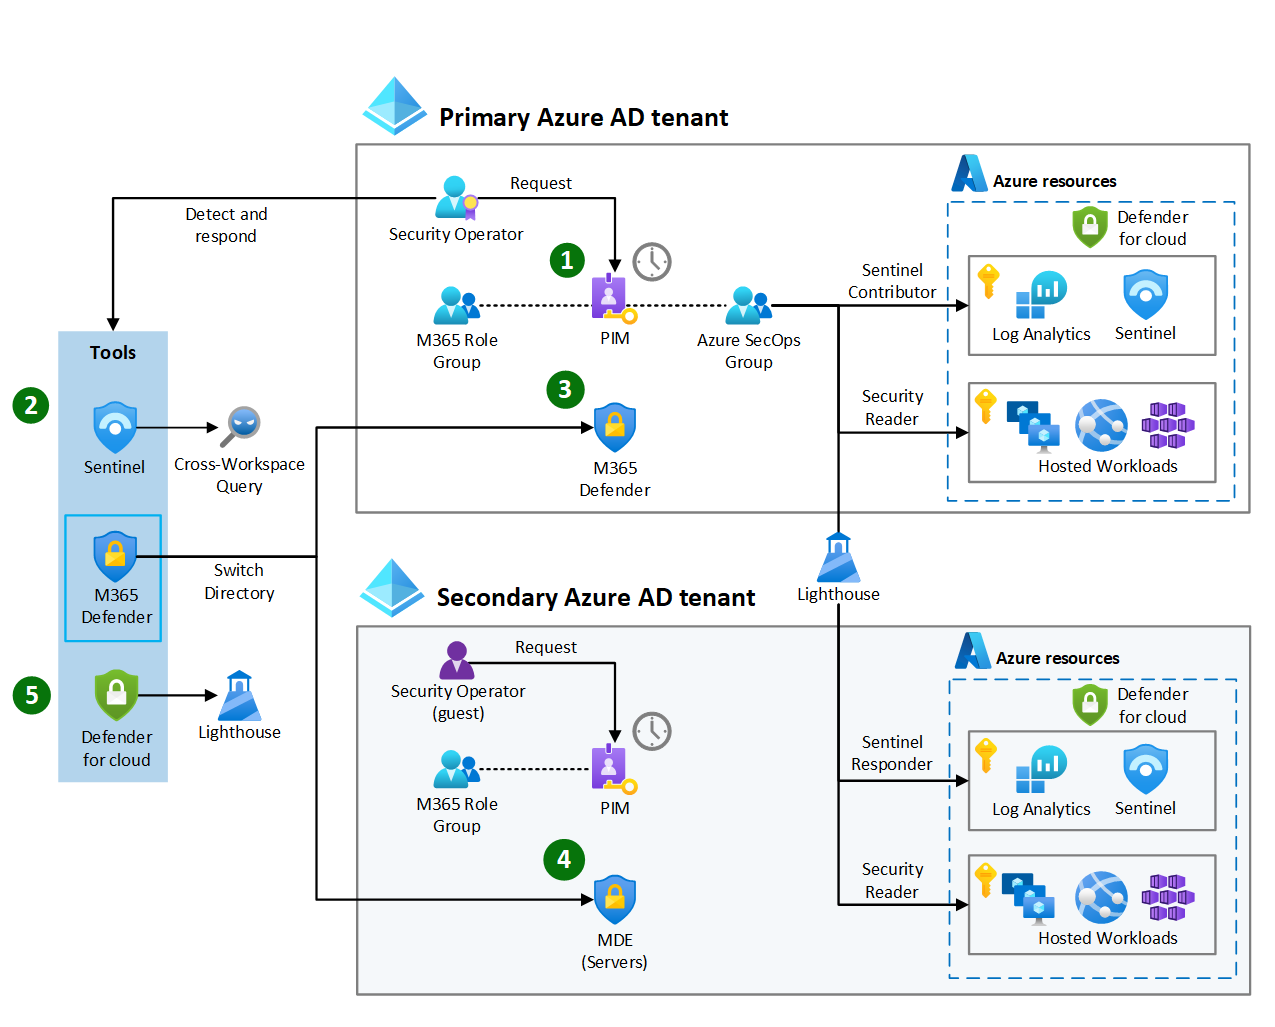 Primary Azure AD tenant
Request
Azure resources
Detect and
respond
Security Operator
Defender
for cloud
1
Sentinel
Contributor
M365 Role
Group
PIM
Azure SecOps
Group
Log Analytics
Sentinel
Tools
2
3
Security
Reader
Sentinel
Cross-Workspace
Query
M365
Defender
Hosted Workloads
Switch
Directory
M365
Defender
Lighthouse
Secondary Azure AD tenant
Request
Azure resources
Security Operator
(guest)
Defender
for cloud
5
Defender
for cloud
Lighthouse
Sentinel
Responder
M365 Role
Group
PIM
Log Analytics
Sentinel
4
Security
Reader
MDE
(Servers)
Hosted Workloads